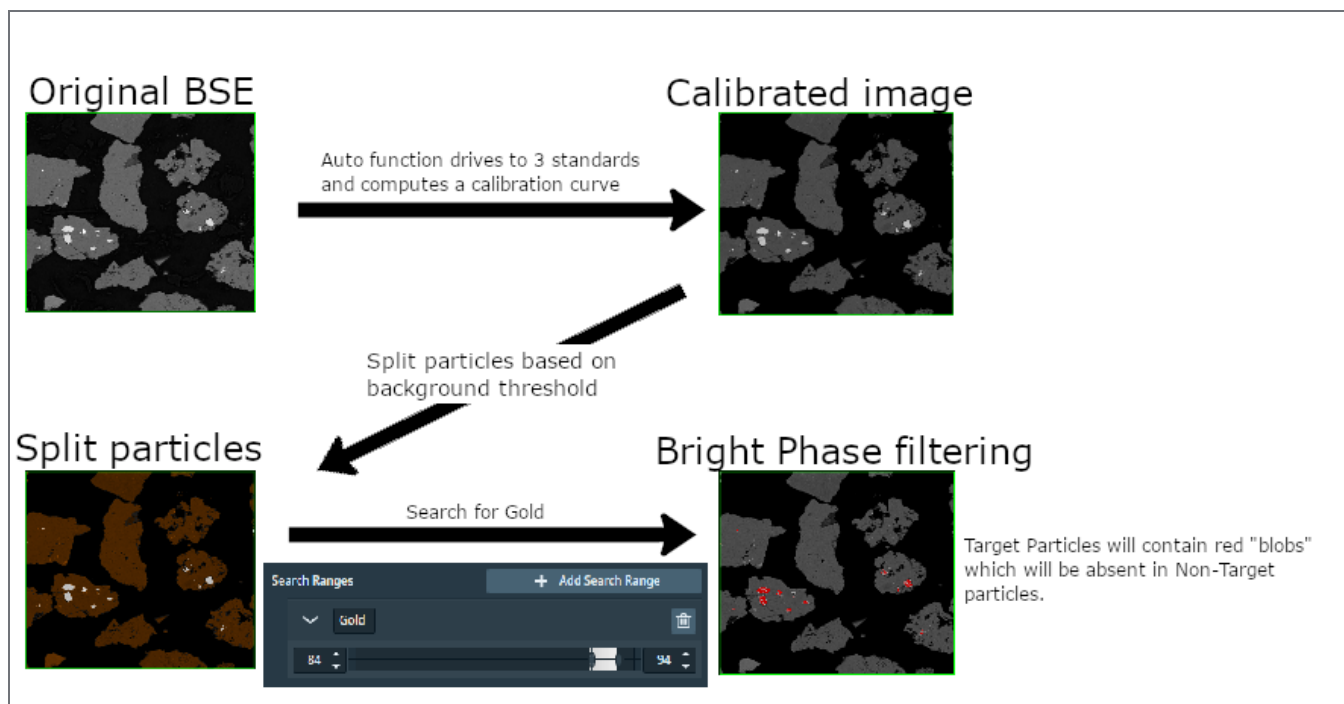 Original BSE
Calibrated image
Auto function drives to 3 standards
and computes a calibration curve
Split particles based on
background threshold
Split particles
Bright Phase filtering
Search for Gold
Search Ranges
+ Add Search Range
Gold
84
94
Target Particles will contain red "blobs"
which will be absent in Non-Target
particles.